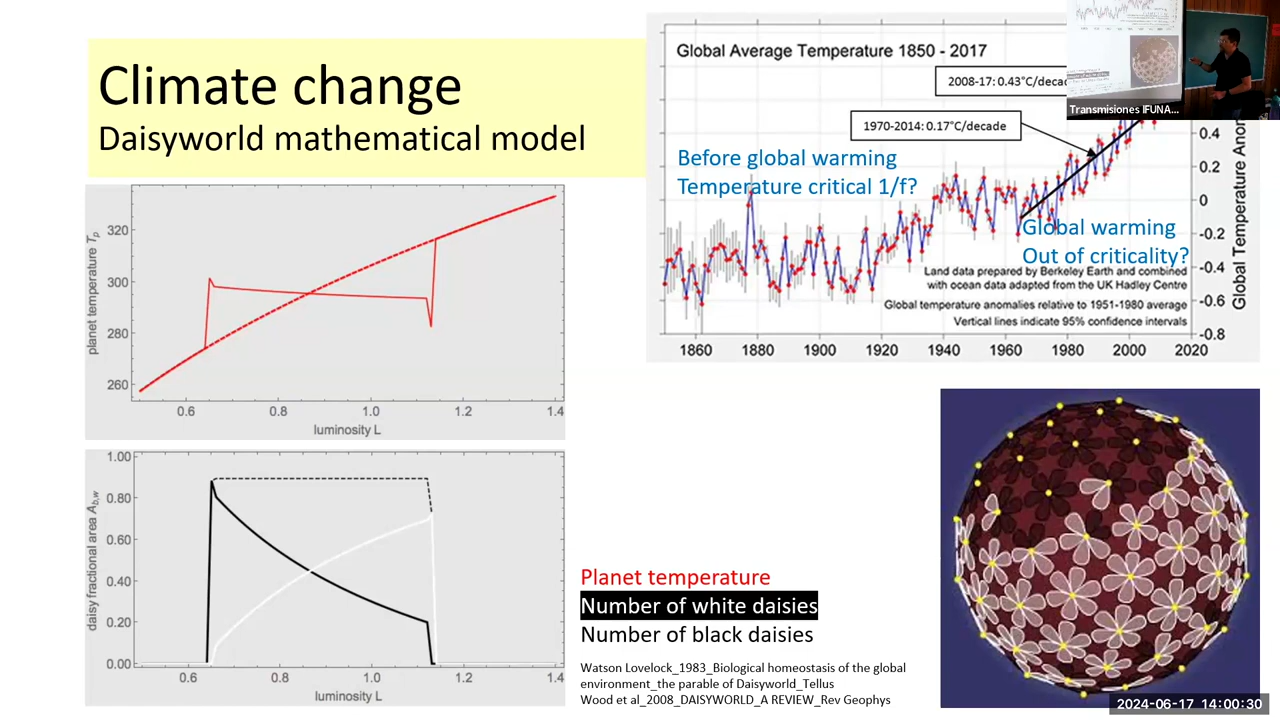 Climate change
Daisyworld mathematical model
planet temperature Tp
320
300
280
260
0.6
0.8
1.0
1.2
1.4
luminosity L
daisy fractional area Ab,w
1.00
0.80
0.60
0.40
0.20
0.00
0.6
0.8
1.0
1.2
1.4
luminosity L
Global Average Temperature 1850 - 2017
2008-17: 0.43°C/decad
1970-2014: 0.17°C/decade
Before global warming
Temperature critical 1/f?
Global warming
Out of criticality?
Land data prepared by Berkeley Earth and combined
with ocean data adapted from the UK Hadley Centre
Global temperature anomalies relative to 1951-1980 average
Vertical lines indicate 95% confidence intervals
0.4
0.2
0
-0.2
-0.4
-0.6
-0.8
Global Temperature Anon
1860
1880
1900
1920
1940
1960
1980
2000
2020
Transmisiones IFUNA...
Planet temperature
Number of white daisies
Number of black daisies
Watson Lovelock_1983_Biological homeostasis of the global
environment_the parable of Daisyworld_Tellus
Wood et al_2008_DAISYWORLD_A REVIEW_Rev Geophys
2024-06-17 14:00:30